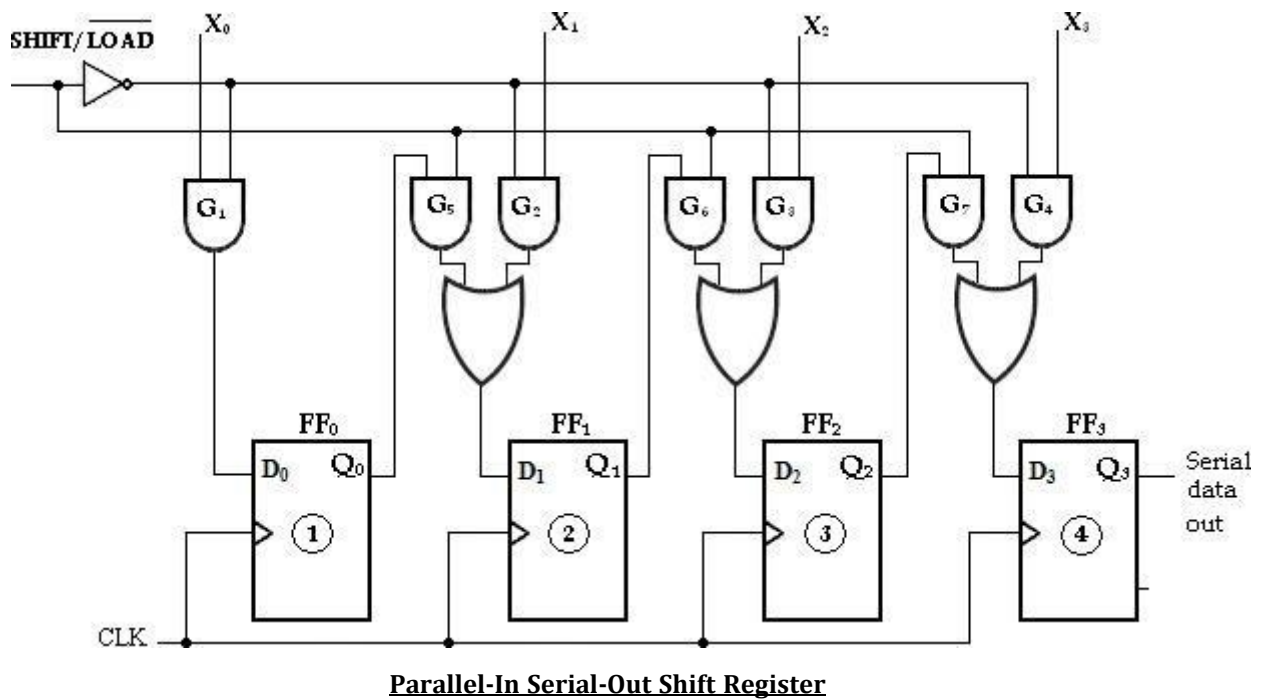 SHIFT/LOAD X₀ X₁ X₂ X₃
G₁ G₅ G₂ G₆ G₃ G₇ G₄
FF₀ FF₁ FF₂ FF₃
D₀ Q₀ D₁ Q₁ D₂ Q₂ D₃ Q₃
Serial
data
out
1 2 3 4
CLK
Parallel-In Serial-Out Shift Register